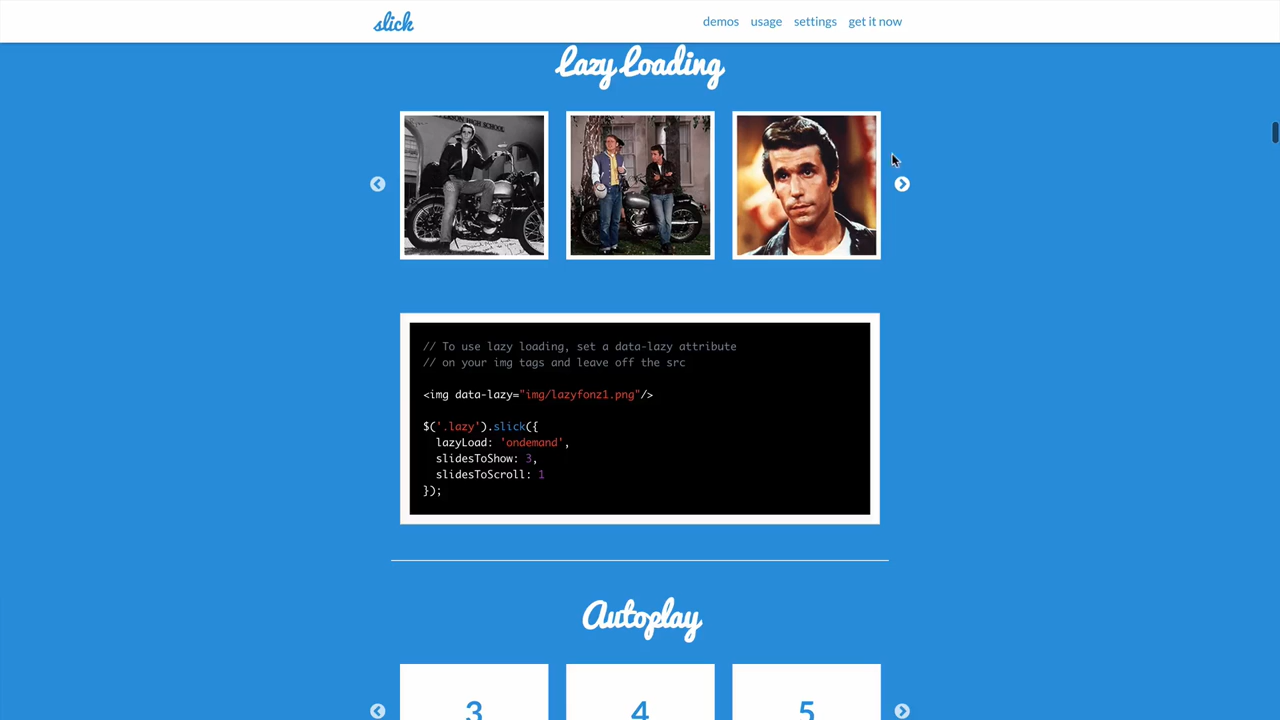 slick
demos usage settings get it now
Lazy Loading
// To use lazy loading, set a data-lazy attribute
// on your img tags and leave off the src
<img data-lazy="img/lazyfonz1.png"/>
$('.lazy').slick({
  lazyLoad: 'ondemand',
  slidesToShow: 3,
  slidesToScroll: 1
});
Autoplay
3 4 5